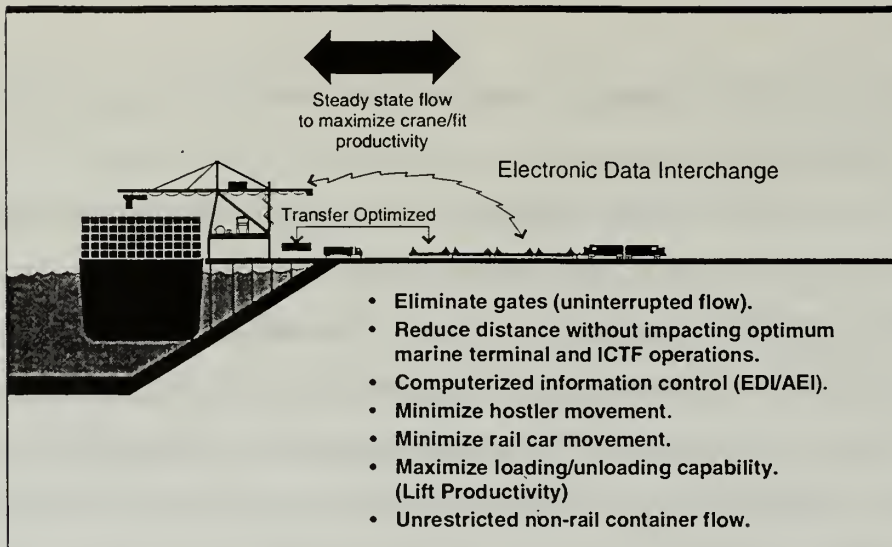 Steady state flow
to maximize crane/fit
productivity
Electronic Data Interchange
Transfer Optimized
• Eliminate gates (uninterrupted flow).
• Reduce distance without impacting optimum
marine terminal and ICTF operations.
• Computerized information control (EDI/AEI).
• Minimize hostler movement.
• Minimize rail car movement.
• Maximize loading/unloading capability.
(Lift Productivity)
• Unrestricted non-rail container flow.